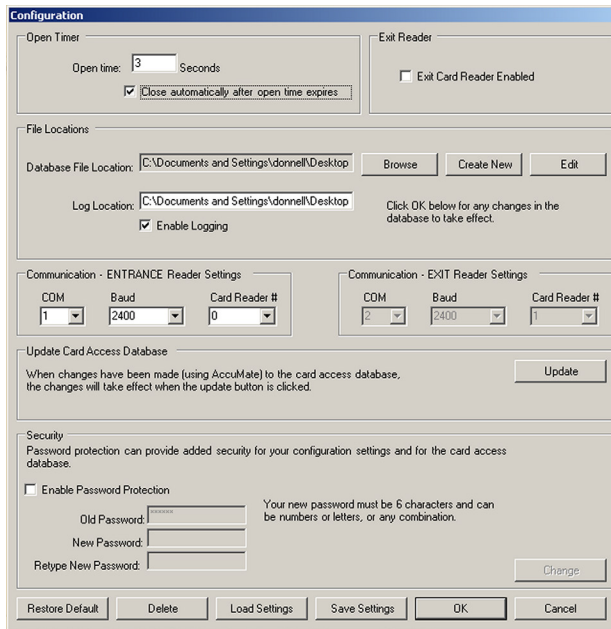 Configuration
Open Timer
Open time: 3 Seconds
Close automatically after open time expires
Exit Reader
Exit Card Reader Enabled
File Locations
Database File Location: C:\Documents and Settings\donnell\Desktop
Browse
Create New
Edit
Log Location: C:\Documents and Settings\donnell\Desktop
Enable Logging
Click OK below for any changes in the
database to take effect.
Communication - ENTRANCE Reader Settings
COM Baud Card Reader #
1 2400 0
Communication - EXIT Reader Settings
COM Baud Card Reader #
2 2400 1
Update Card Access Database
When changes have been made (using AccuMate) to the card access database,
the changes will take effect when the update button is clicked.
Update
Security
Password protection can provide added security for your configuration settings and for the card access
database.
Enable Password Protection
Old Password: xxxxxx
New Password:
Retype New Password:
Your new password must be 6 characters and can
be numbers or letters, or any combination.
Change
Restore Default
Delete
Load Settings
Save Settings
OK
Cancel